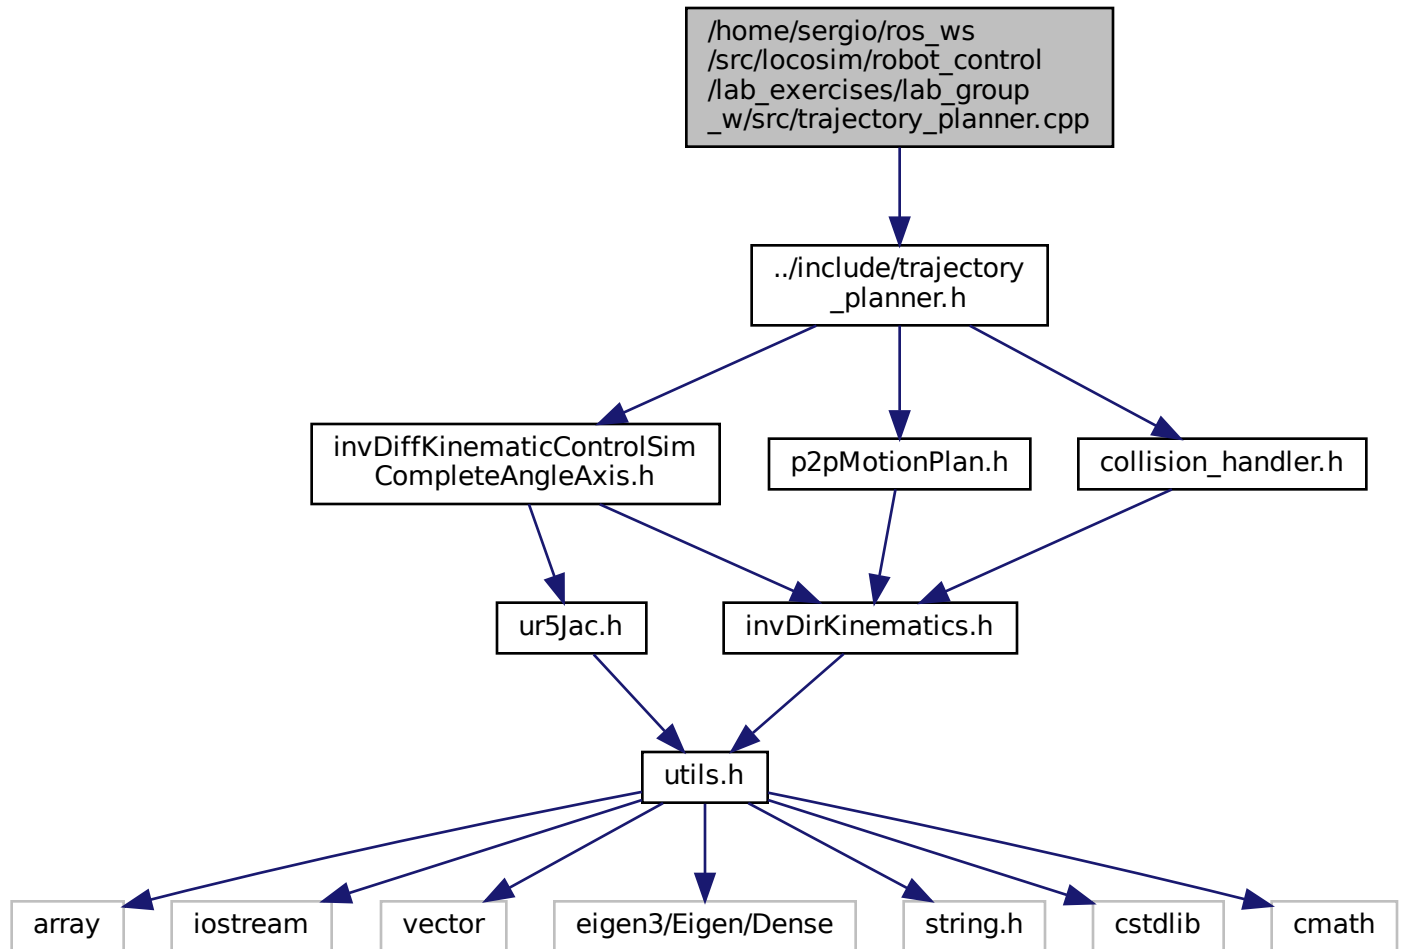 /home/sergio/ros_ws
/src/locosim/robot_control
/lab_exercises/lab_group
_w/src/trajectory_planner.cpp
../include/trajectory
_planner.h
invDiffKinematicControlSim
CompleteAngleAxis.h
p2pMotionPlan.h
collision_handler.h
ur5Jac.h
invDirKinematics.h
utils.h
array
iostream
vector
eigen3/Eigen/Dense
string.h
cstdlib
cmath